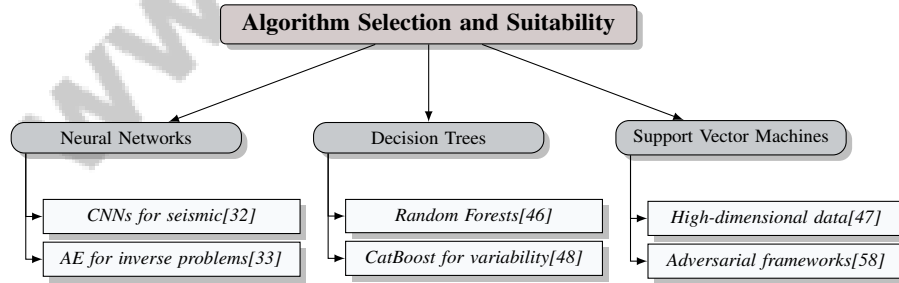 Algorithm Selection and Suitability
Neural Networks
Decision Trees
Support Vector Machines
CNNs for seismic[32]
AE for inverse problems[33]
Random Forests[46]
CatBoost for variability[48]
High-dimensional data[47]
Adversarial frameworks[58]